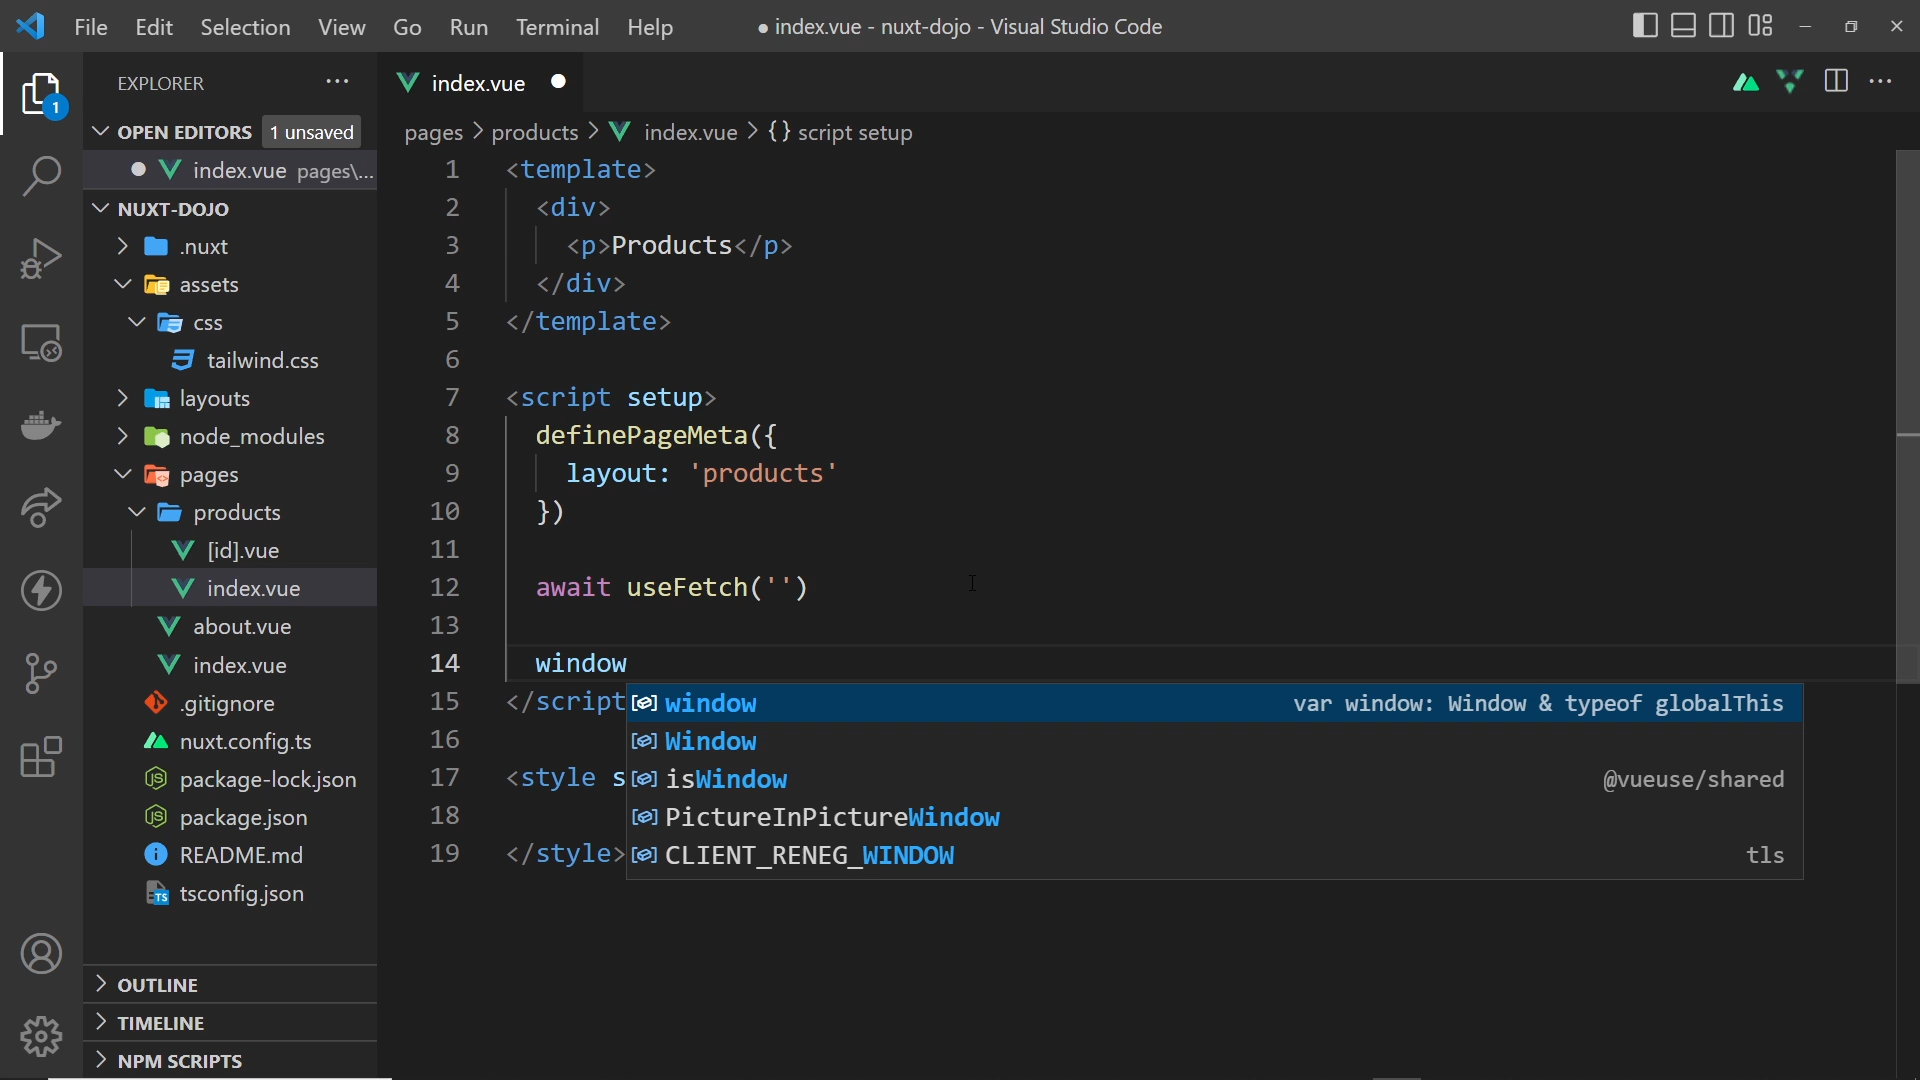 File Edit Selection View Go Run Terminal Help
● index.vue - nuxt-dojo - Visual Studio Code
1
EXPLORER
OPEN EDITORS 1 unsaved
index.vue pages\...
NUXT-DOJO
.nuxt
assets
css
tailwind.css
layouts
node_modules
pages
products
[id].vue
index.vue
about.vue
index.vue
.gitignore
nuxt.config.ts
package-lock.json
package.json
README.md
tsconfig.json
OUTLINE
TIMELINE
NPM SCRIPTS
index.vue
pages > products > index.vue > {} script setup
1 <template>
2 <div>
3 <p>Products</p>
4 </div>
5 </template>
6
7 <script setup>
8 definePageMeta({
9 layout: 'products'
10 })
11
12 await useFetch('')
13
14 window
15 </script
16
17 <style s
18
19 </style>
window var window: Window & typeof globalThis
Window
isWindow @vueuse/shared
PictureInPictureWindow
CLIENT_RENEG_WINDOW tls